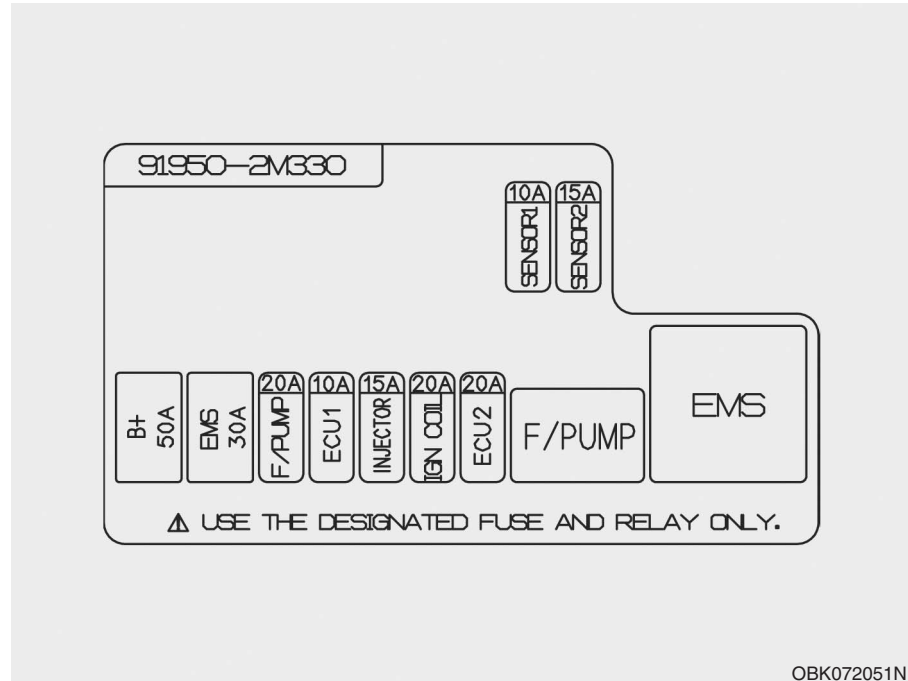 91950-2M330
10A 15A
SENSOR1 SENSOR2
B+
50A
EMS
30A
20A 10A 15A 20A 20A
F/PUMP ECU1 INJECTOR IGN COIL ECU2
F/PUMP
EMS
⚠ USE THE DESIGNATED FUSE AND RELAY ONLY.
OBK072051N